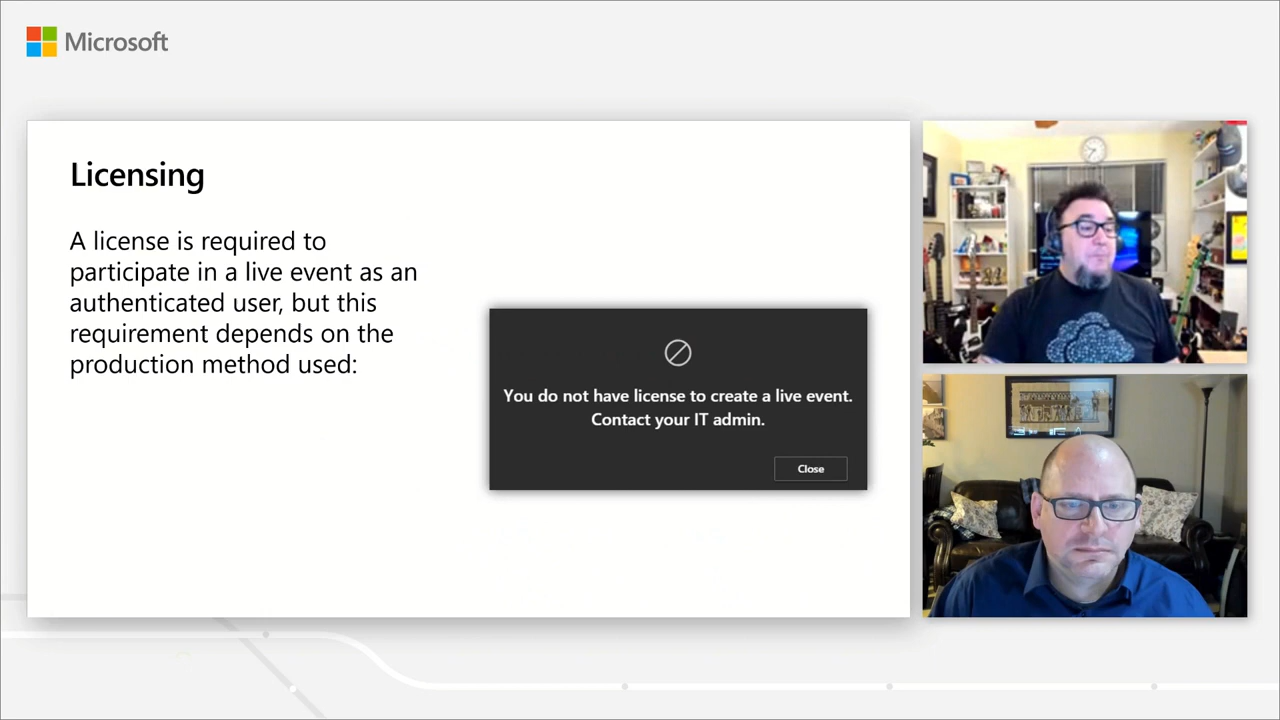 Microsoft
Licensing
A license is required to
participate in a live event as an
authenticated user, but this
requirement depends on the
production method used:
You do not have license to create a live event.
Contact your IT admin.
Close